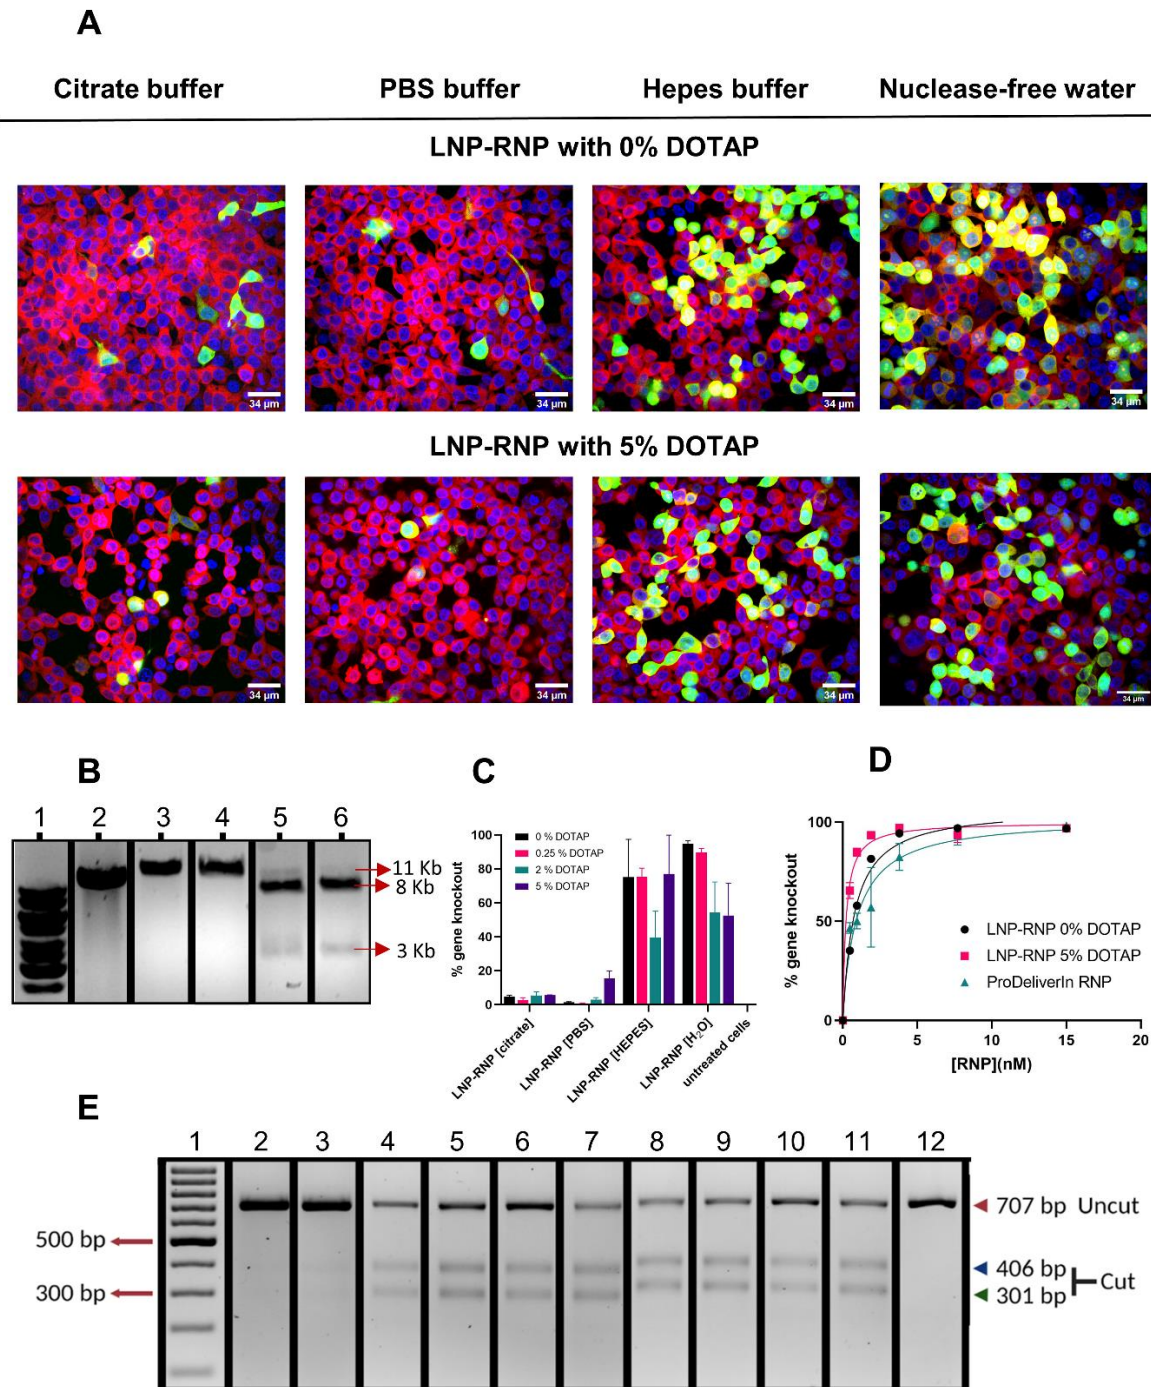 A
Citrate buffer PBS buffer Hepes buffer Nuclease-free water
LNP-RNP with 0% DOTAP
34 µm 34 µm 34 µm 34 µm
LNP-RNP with 5% DOTAP
34 µm 34 µm 34 µm 34 µm
B
1 2 3 4 5 6
11 Kb
8 Kb
3 Kb
C
% gene knockout
100
80
60
40
20
0
0 % DOTAP
0.25 % DOTAP
2 % DOTAP
5 % DOTAP
LNP-RNP [citrate]
LNP-RNP [PBS]
LNP-RNP [HEPES]
LNP-RNP [H₂O]
untreated cells
D
% gene knockout
100
50
0
LNP-RNP 0% DOTAP
LNP-RNP 5% DOTAP
ProDeliverIn RNP
0 5 10 15 20
[RNP](nM)
E
1 2 3 4 5 6 7 8 9 10 11 12
500 bp
300 bp
707 bp Uncut
406 bp
Cut
301 bp